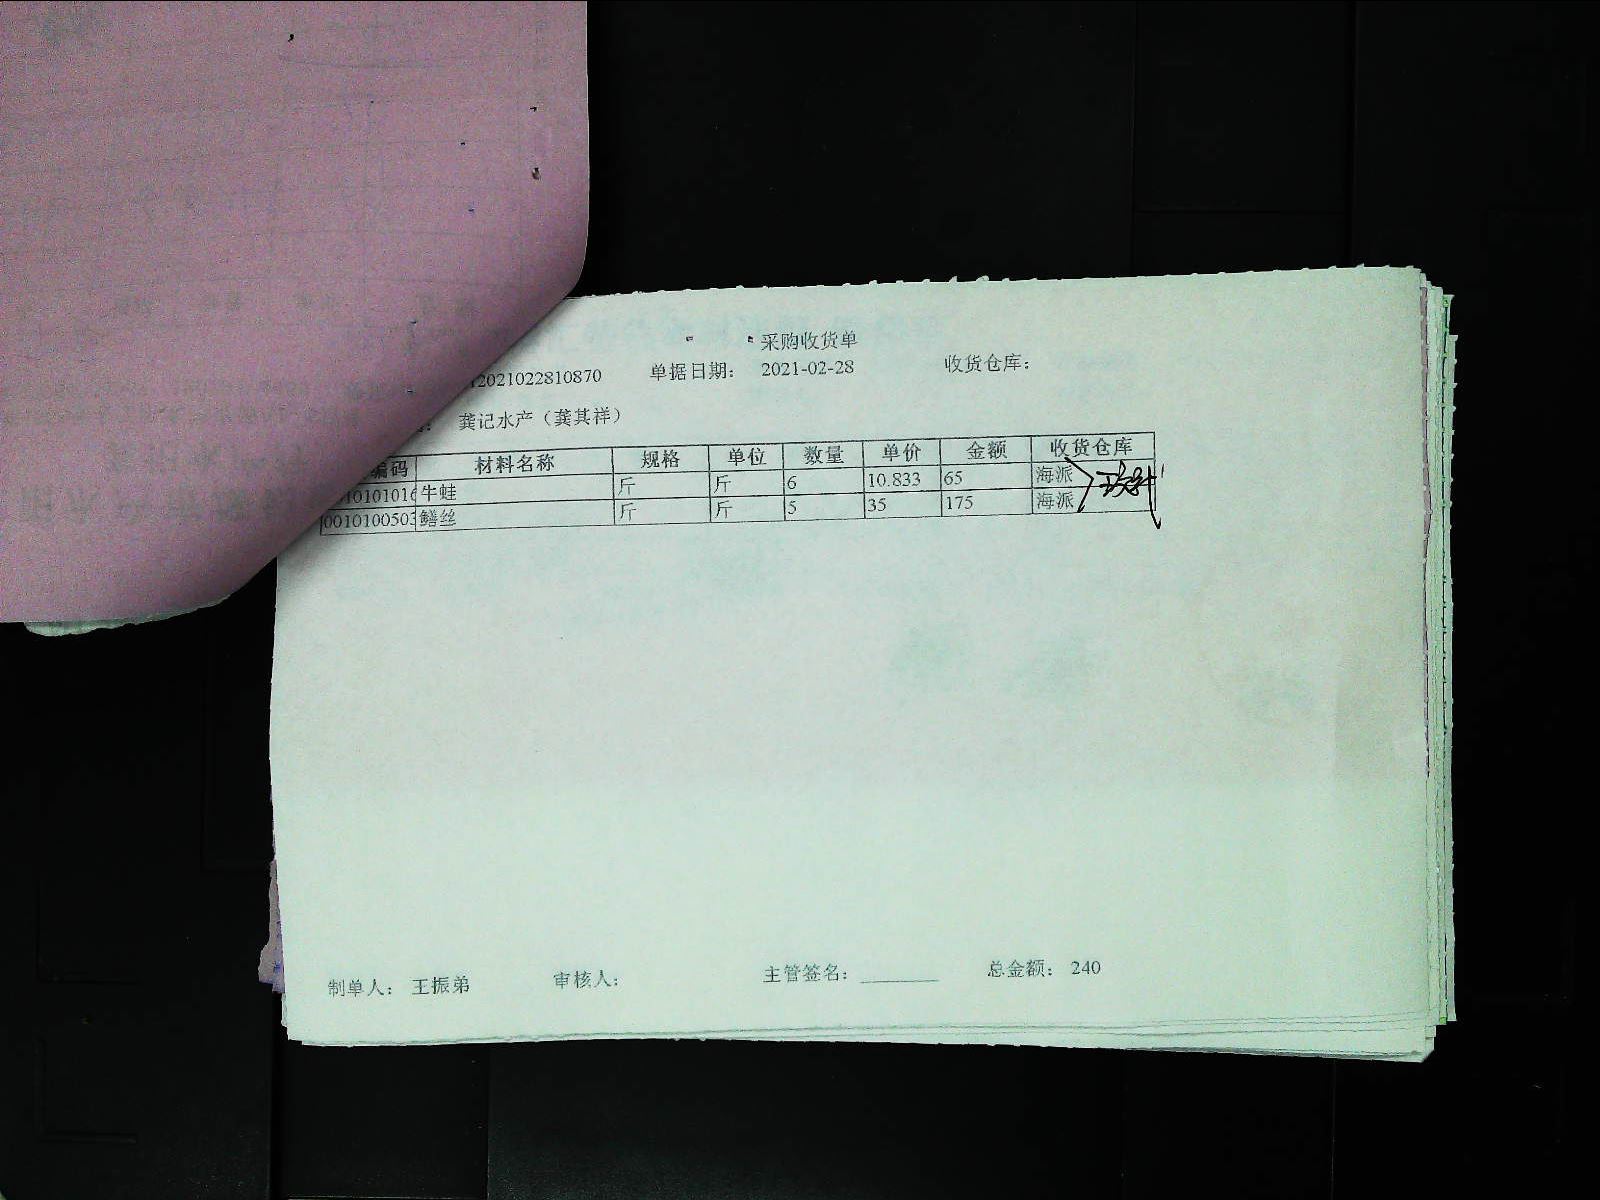 采购收货单
12021022810870 单据日期： 2021-02-28 收货仓库：
龚记水产（龚其祥）
编码 材料名称 规格 单位 数量 单价 金额 收货仓库
10101016 牛蛙 斤 斤 6 10.833 65 海派
0010100503 鳝丝 斤 斤 5 35 175 海派
制单人： 王振弟 审核人： 主管签名： 总金额： 240